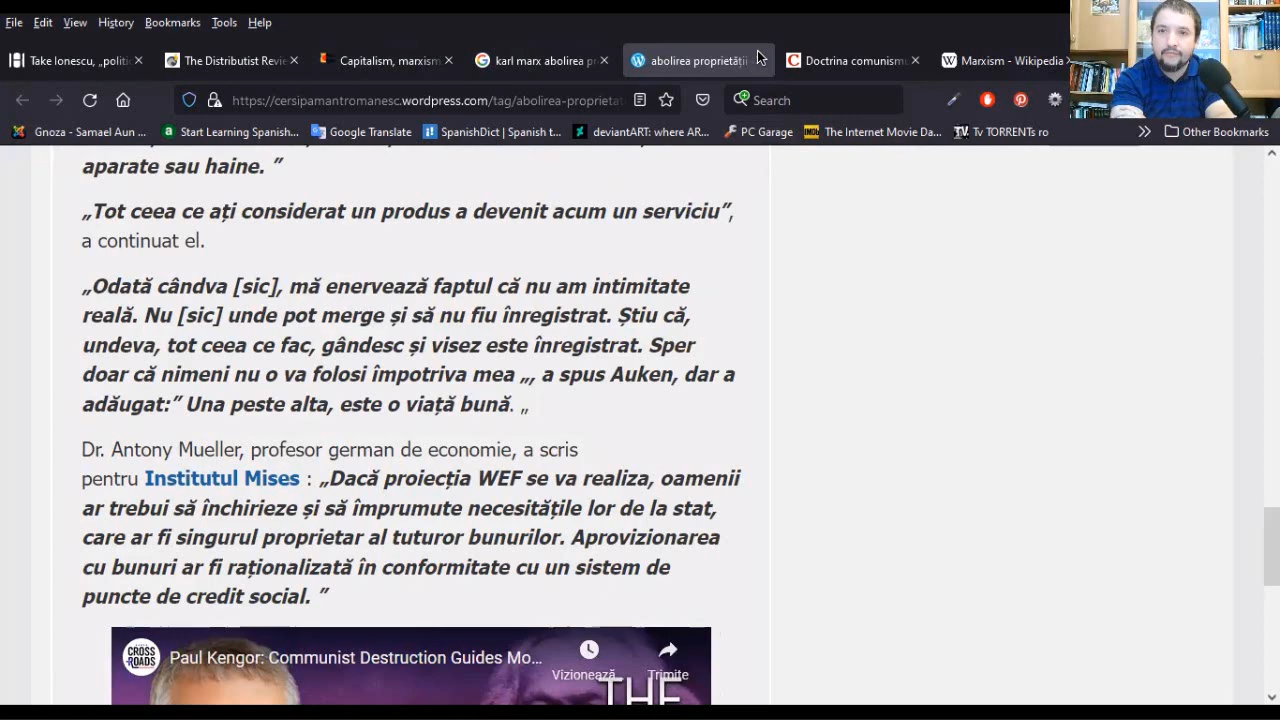 File Edit View History Bookmarks Tools Help
Take Ionescu, „politi
The Distributist Revie
Capitalism, marxism
karl marx abolirea pr
abolirea proprietății
Doctrina comunismu
Marxism - Wikipedia
https://cersipamantromanesc.wordpress.com/tag/abolirea-proprietat
Search
Gnoza - Samael Aun ...
Start Learning Spanish...
Google Translate
SpanishDict | Spanish t...
deviantART: where AR...
PC Garage
The Internet Movie Da...
Tv TORRENTs ro
Other Bookmarks
aparate sau haine. ”
„Tot ceea ce ați considerat un produs a devenit acum un serviciu”,
a continuat el.
„Odată cândva [sic], mă enervează faptul că nu am intimitate
reală. Nu [sic] unde pot merge și să nu fiu înregistrat. Știu că,
undeva, tot ceea ce fac, gândesc și visez este înregistrat. Sper
doar că nimeni nu o va folosi împotriva mea „, a spus Auken, dar a
adăugat:” Una peste alta, este o viață bună. „
Dr. Antony Mueller, profesor german de economie, a scris
pentru Institutul Mises : „Dacă proiecția WEF se va realiza, oamenii
ar trebui să închirieze și să împrumute necesitățile lor de la stat,
care ar fi singurul proprietar al tuturor bunurilor. Aprovizionarea
cu bunuri ar fi raționalizată în conformitate cu un sistem de
puncte de credit social. ”
CROSS ROADS
Paul Kengor: Communist Destruction Guides Mo...
Vizionează... Trimite
THE